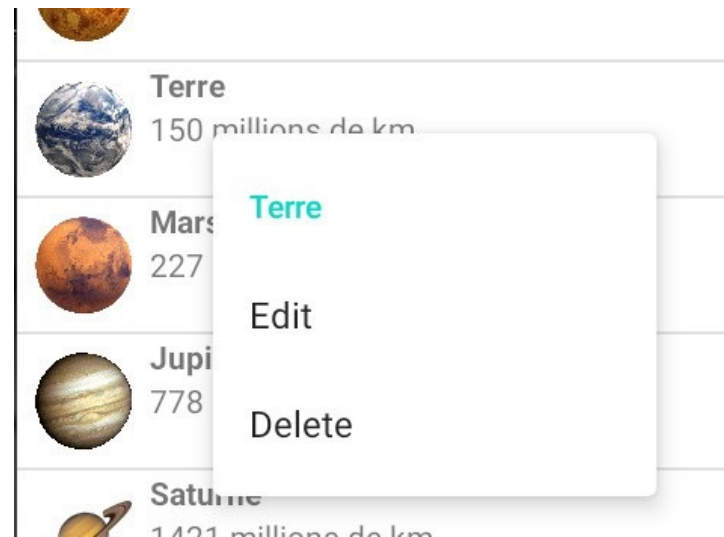 Terre
150 millions de km
Terre
Mars
227
Edit
Jupi
778
Delete
Saturne
1421 millions de km